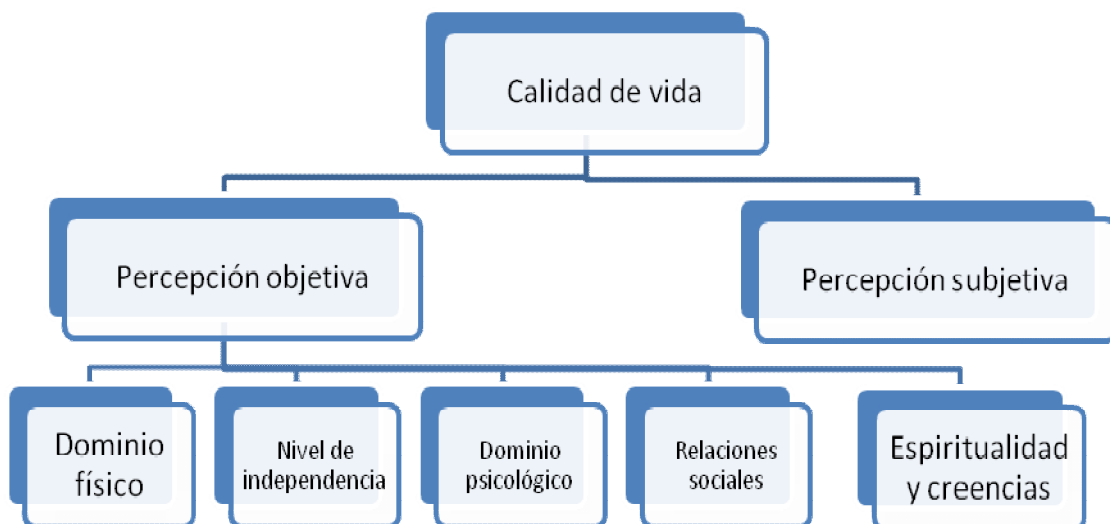 Calidad de vida
Percepción objetiva
Percepción subjetiva
Dominio
físico
Nivel de
independencia
Dominio
psicológico
Relaciones
sociales
Espiritualidad
y creencias